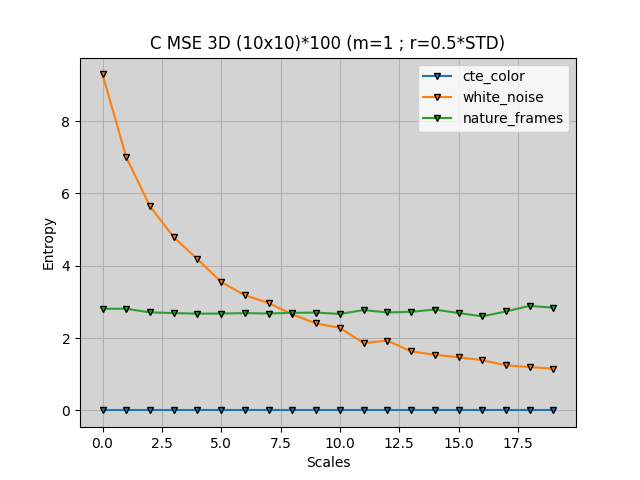 C MSE 3D (10x10)*100 (m=1 ; r=0.5*STD)
cte_color
white_noise
nature_frames
Entropy
8
6
4
2
0
0.0 2.5 5.0 7.5 10.0 12.5 15.0 17.5
Scales